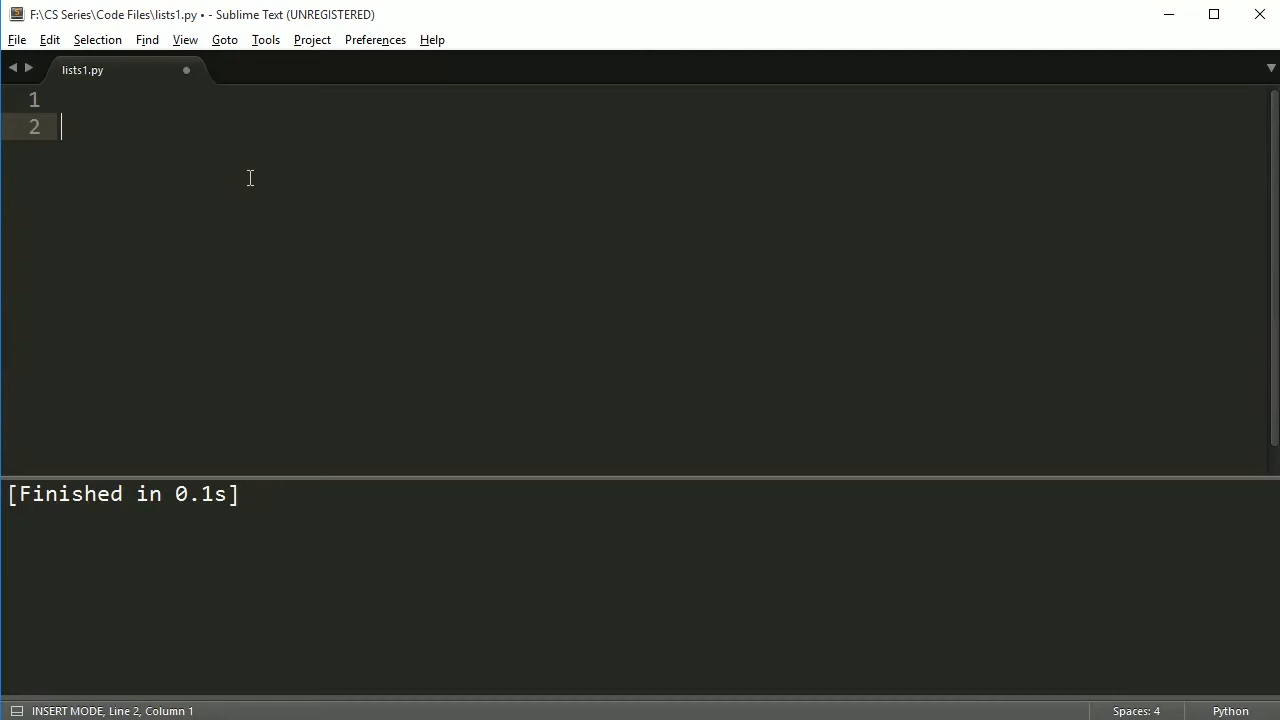 F:\CS Series\Code Files\lists1.py • - Sublime Text (UNREGISTERED)
File Edit Selection Find View Goto Tools Project Preferences Help
lists1.py
1
2
[Finished in 0.1s]
INSERT MODE, Line 2, Column 1 Spaces: 4 Python